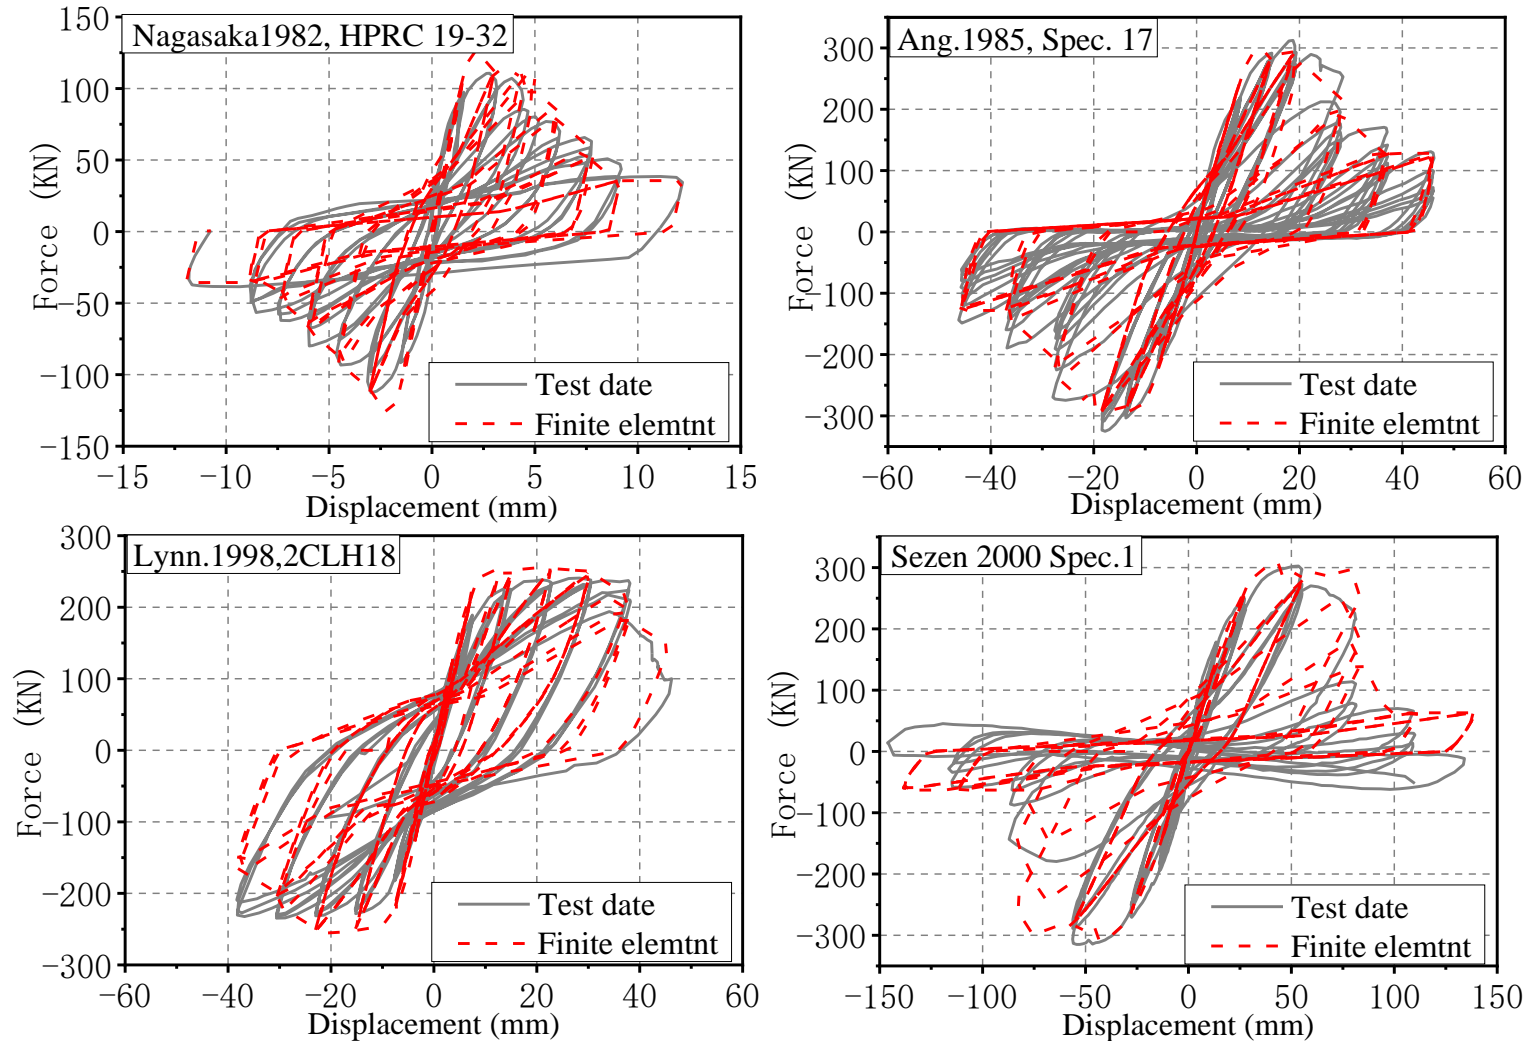 Nagasaka1982, HPRC 19-32
150
100
50
0
−50
−100
−150
Force (KN)
Test date
Finite elemtnt
−15 −10 −5 0 5 10 15
Displacement (mm)
Ang.1985, Spec. 17
300
200
100
0
−100
−200
−300
Force (KN)
Test date
Finite elemtnt
−60 −40 −20 0 20 40 60
Displacement (mm)
Lynn.1998,2CLH18
300
200
100
0
−100
−200
−300
Force (KN)
Test date
Finite elemtnt
−60 −40 −20 0 20 40 60
Displacement (mm)
Sezen 2000 Spec.1
300
200
100
0
−100
−200
−300
Force (KN)
Test date
Finite elemtnt
−150 −100 −50 0 50 100 150
Displacement (mm)